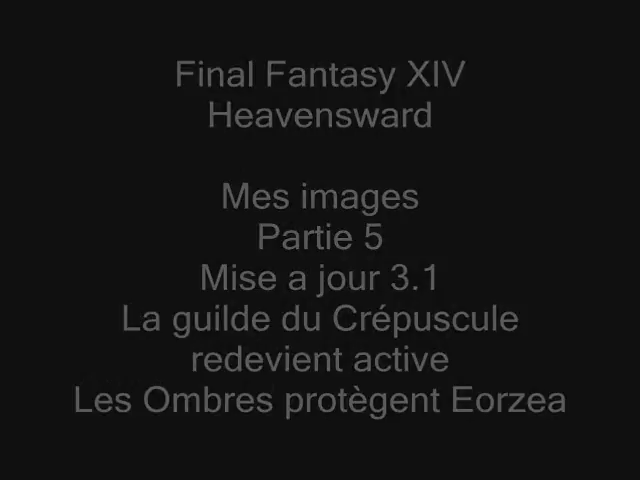 Final Fantasy XIV
Heavensward
Mes images
Partie 5
Mise a jour 3.1
La guilde du Crépuscule
redevient active
Les Ombres protègent Eorzea